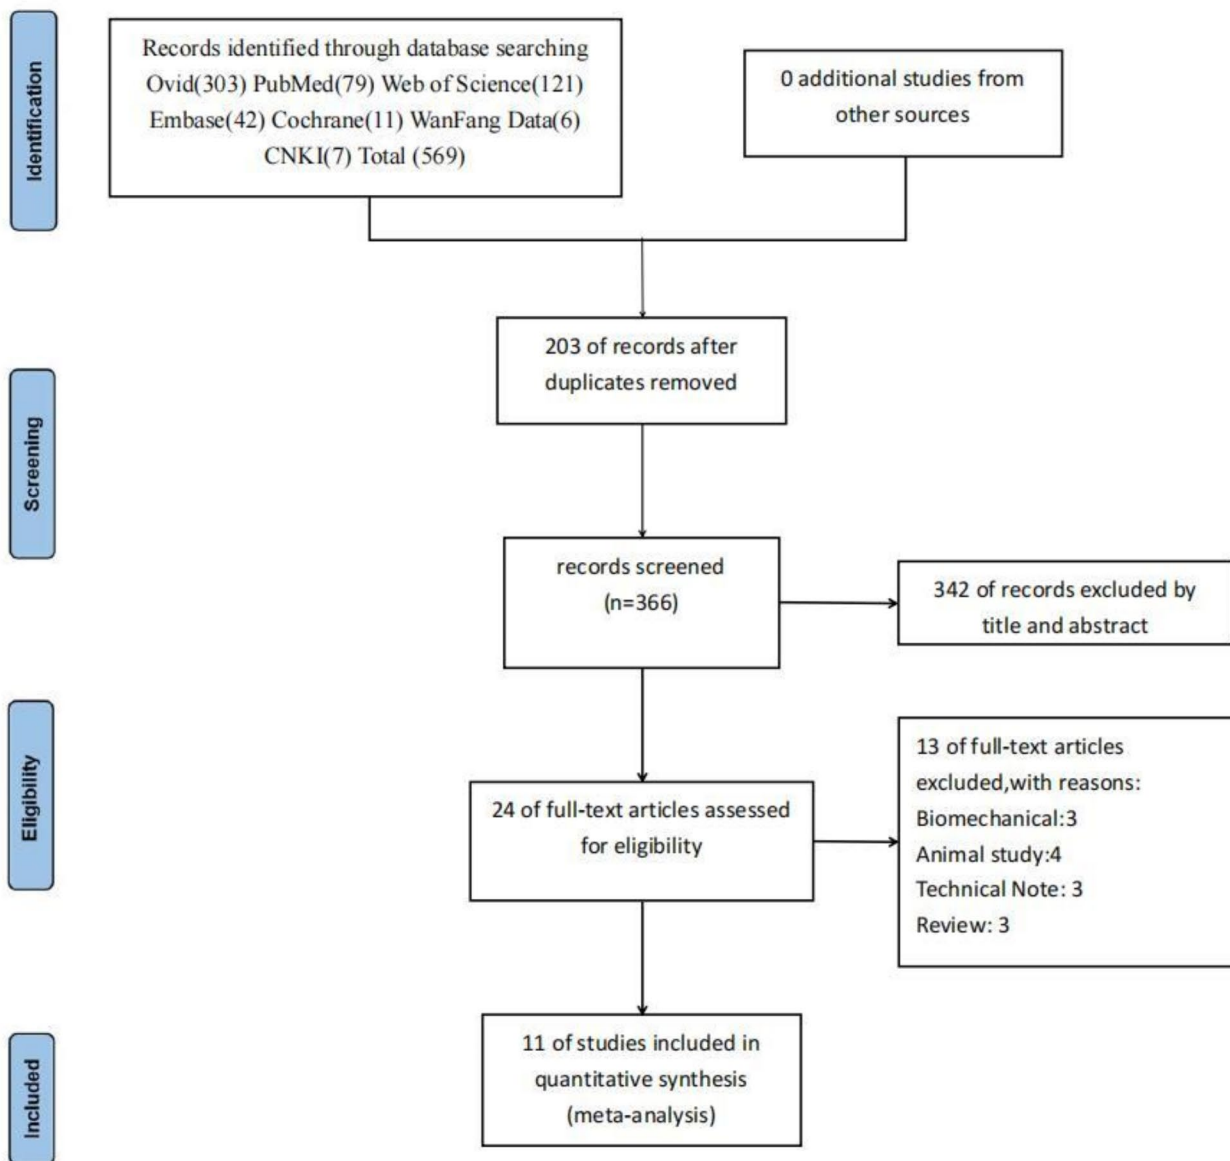 Identification
Records identified through database searching
Ovid(303) PubMed(79) Web of Science(121)
Embase(42) Cochrane(11) WanFang Data(6)
CNKI(7) Total (569)
0 additional studies from
other sources
Screening
203 of records after
duplicates removed
records screened
(n=366)
342 of records excluded by
title and abstract
Eligibility
24 of full-text articles assessed
for eligibility
13 of full-text articles
excluded,with reasons:
Biomechanical:3
Animal study:4
Technical Note: 3
Review: 3
Included
11 of studies included in
quantitative synthesis
(meta-analysis)